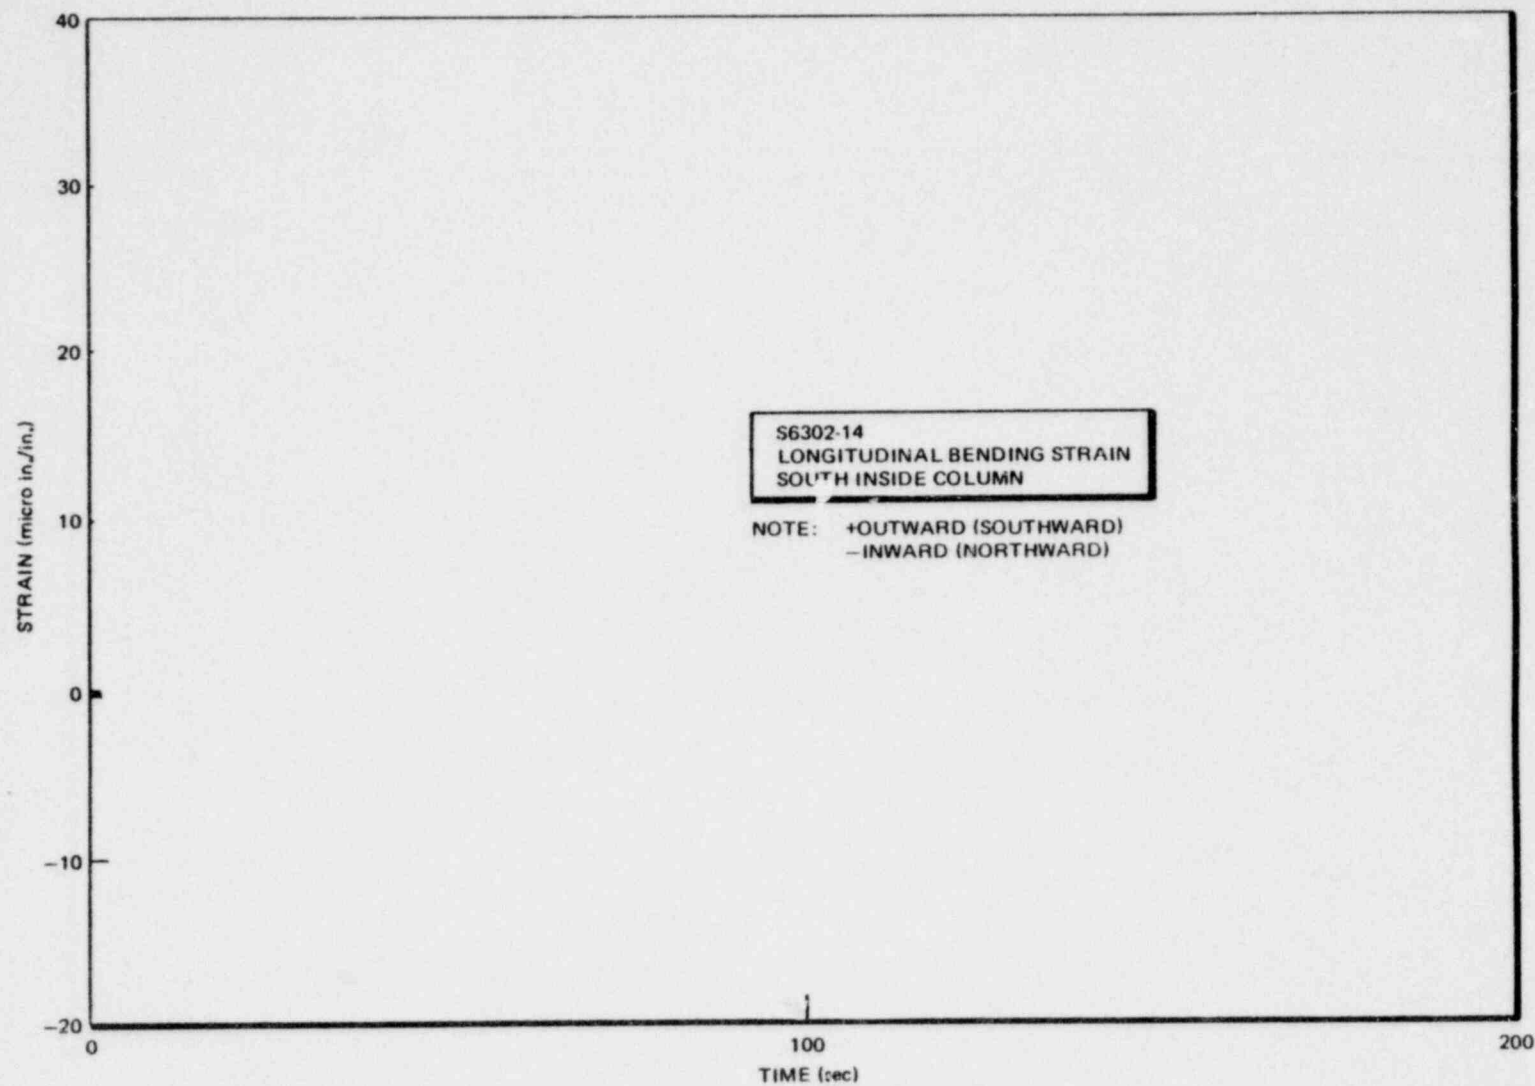 40
30
20
10
0
−10
−20
STRAIN (micro in./in.)
S6302-14
LONGITUDINAL BENDING STRAIN
SOUTH INSIDE COLUMN
NOTE: +OUTWARD (SOUTHWARD)
−INWARD (NORTHWARD)
0
100
200
TIME (sec)